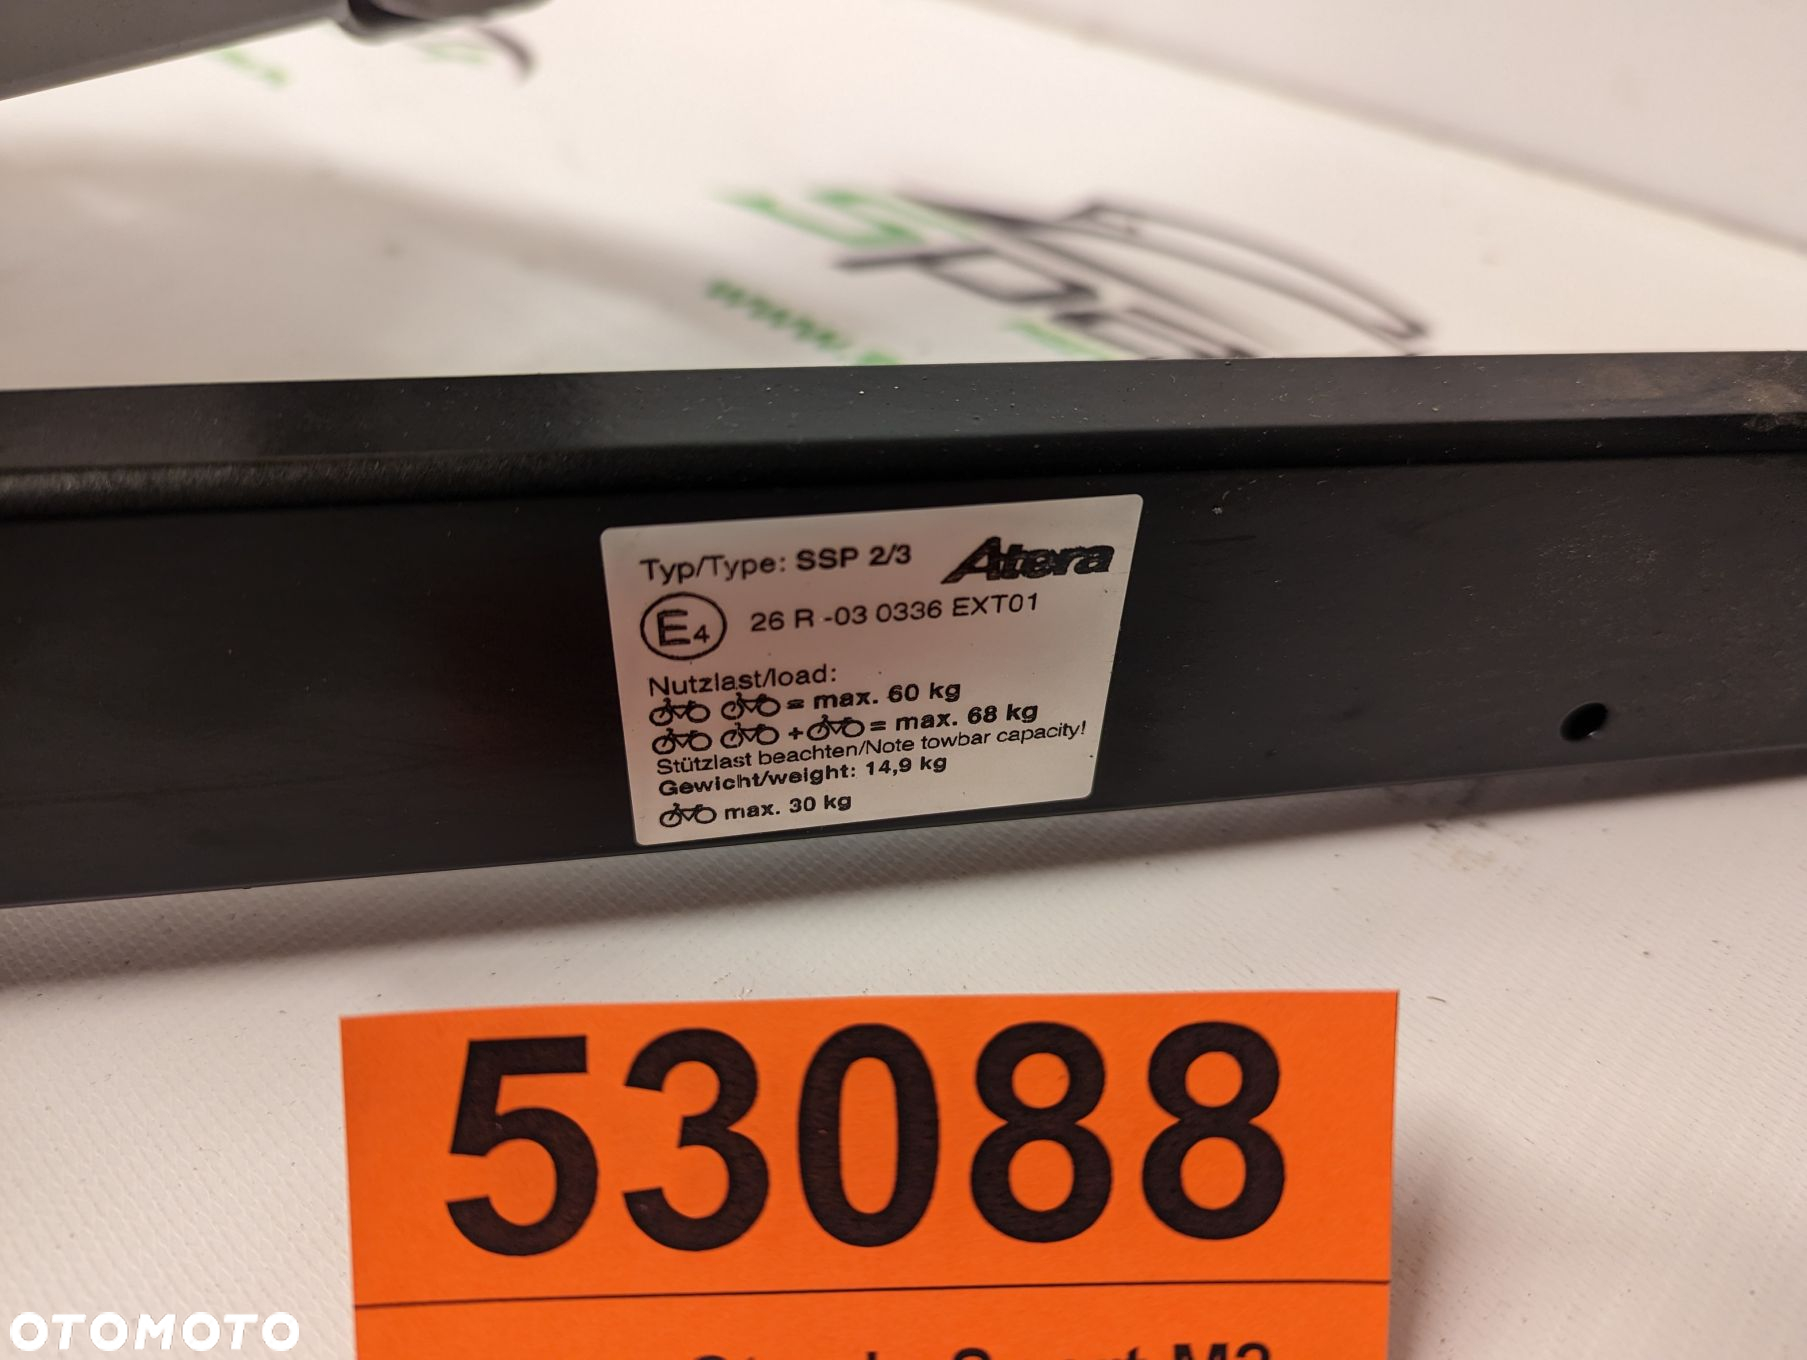 Typ/Type: SSP 2/3 Atera
E4 26 R -03 0336 EXT01
Nutzlast/load:
= max. 60 kg
+ = max. 68 kg
Stützlast beachten/Note towbar capacity!
Gewicht/weight: 14,9 kg
max. 30 kg
53088
OTOMOTO